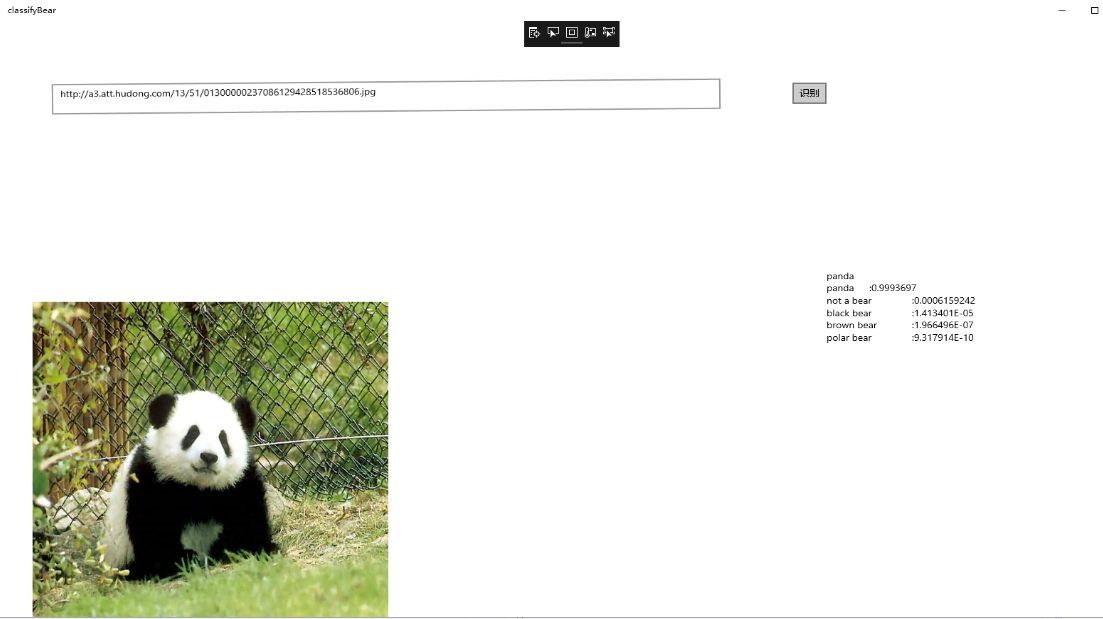 classifyBear
http://a3.att.hudong.com/13/51/01300000237086129428518536806.jpg
识别
panda
panda :0.9993697
not a bear :0.0006159242
black bear :1.413401E-05
brown bear :1.966496E-07
polar bear :9.317914E-10